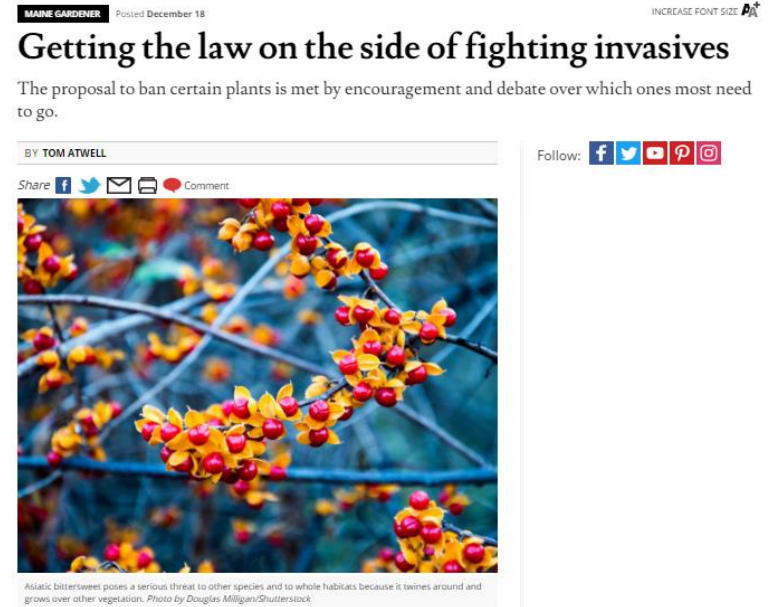 MAINE GARDENER Posted December 18 INCREASE FONT SIZE AA+
Getting the law on the side of fighting invasives
The proposal to ban certain plants is met by encouragement and debate over which ones most need
to go.
BY TOM ATWELL
Follow:
Share Comment
Asiatic bittersweet poses a serious threat to other species and to whole habitats because it twines around and
grows over other vegetation. Photo by Douglas Milligan/Shutterstock